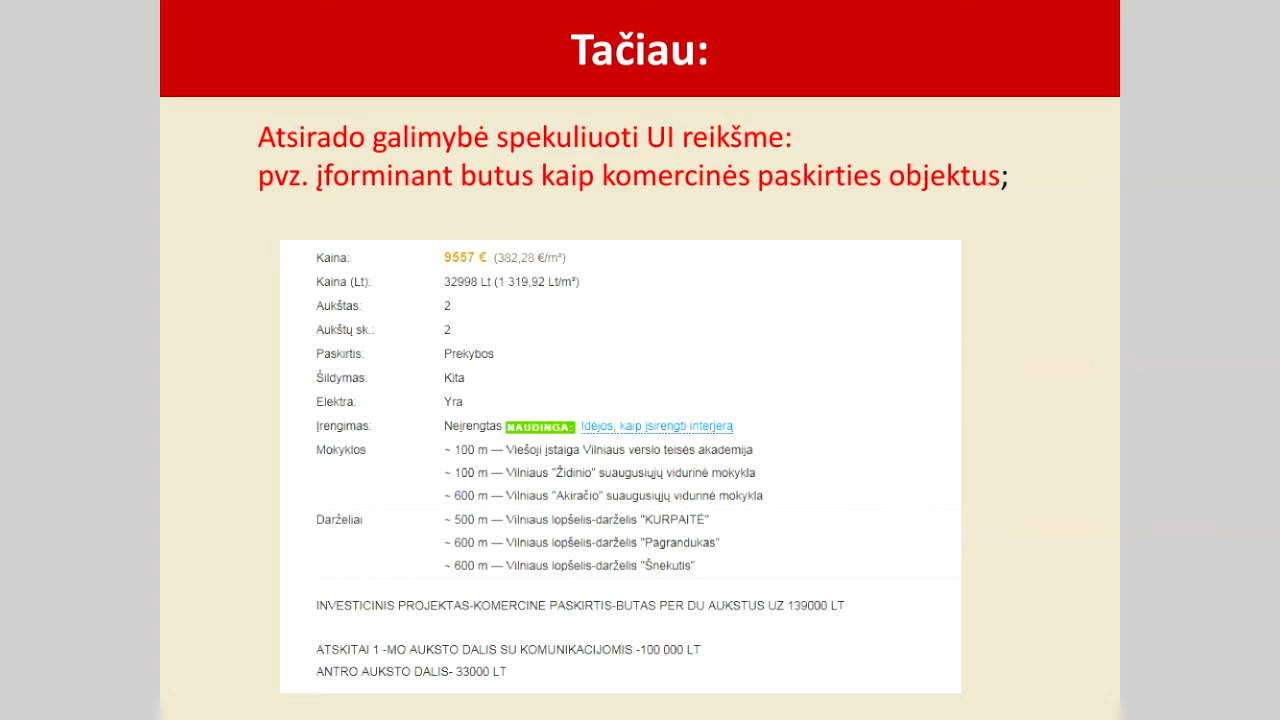 Tačiau:
Atsirado galimybė spekuliuoti UI reikšme:
pvz. įforminant butus kaip komercinės paskirties objektus;
Kaina: 9557 € (382,28 €/m²)
Kaina (Lt): 32998 Lt (1 319,92 Lt/m²)
Aukštas: 2
Aukštų sk.: 2
Paskirtis: Prekybos
Šildymas: Kita
Elektra: Yra
Įrengimas: Neįrengtas NAUDINGA: Idėjos, kaip įsirengti interjerą
Mokyklos ~ 100 m — Viešoji įstaiga Vilniaus verslo teisės akademija
~ 100 m — Vilniaus "Židinio" suaugusiųjų vidurinė mokykla
~ 600 m — Vilniaus "Akiračio" suaugusiųjų vidurinė mokykla
Darželiai ~ 500 m — Vilniaus lopšelis-darželis "KURPAITĖ"
~ 600 m — Vilniaus lopšelis-darželis "Pagrandukas"
~ 600 m — Vilniaus lopšelis-darželis "Šnekutis"
INVESTICINIS PROJEKTAS-KOMERCINE PASKIRTIS-BUTAS PER DU AUKSTUS UZ 139000 LT
ATSKITAI 1 -MO AUKSTO DALIS SU KOMUNIKACIJOMIS -100 000 LT
ANTRO AUKSTO DALIS- 33000 LT